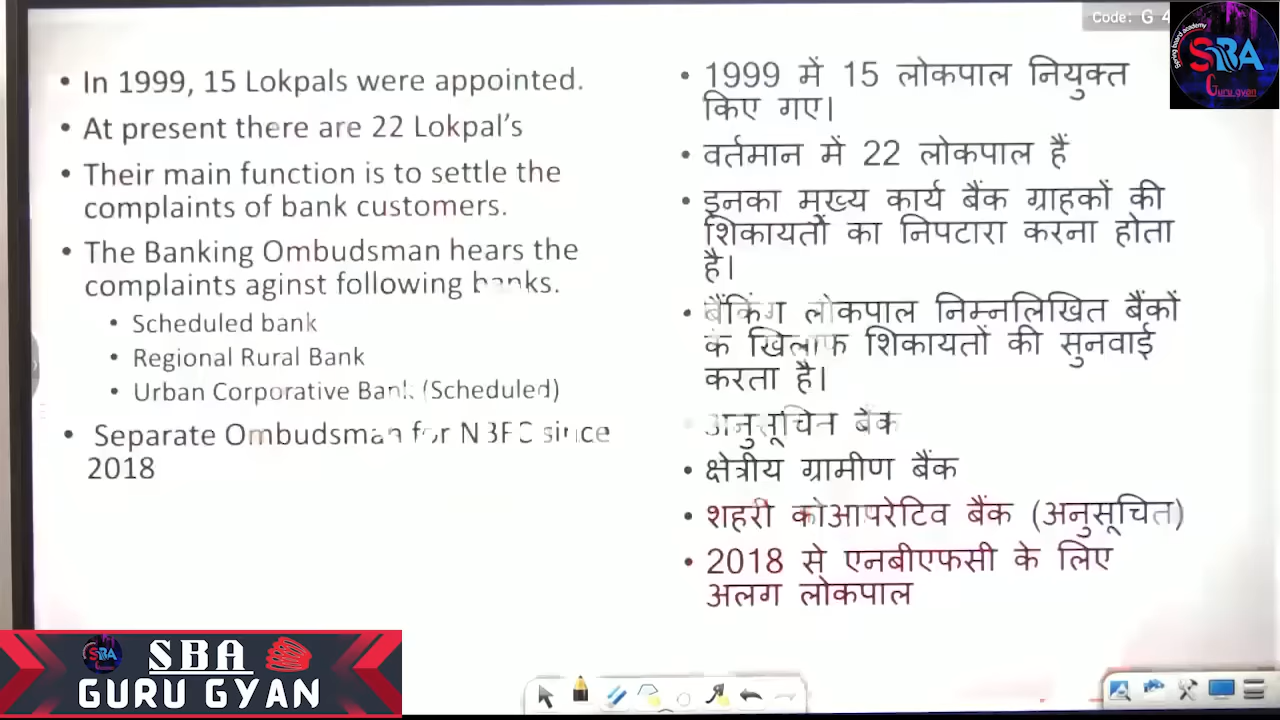 Code: G 4
• In 1999, 15 Lokpals were appointed.
• At present there are 22 Lokpal’s
• Their main function is to settle the
complaints of bank customers.
• The Banking Ombudsman hears the
complaints aginst following banks.
• Scheduled bank
• Regional Rural Bank
• Urban Corporative Bank (Scheduled)
• Separate Ombudsman for NBFC since
2018
• 1999 में 15 लोकपाल नियुक्त
किए गए।
• वर्तमान में 22 लोकपाल हैं
• इनका मुख्य कार्य बैंक ग्राहकों की
शिकायतों का निपटारा करना होता
है।
• बैंकिंग लोकपाल निम्नलिखित बैंकों
के खिलाफ शिकायतों की सुनवाई
करता है।
• अनुसूचित बैंक
• क्षेत्रीय ग्रामीण बैंक
• शहरी कोआपरेटिव बैंक (अनुसूचित)
• 2018 से एनबीएफसी के लिए
अलग लोकपाल
SBA
Guru gyan
SBA
SBA
GURU GYAN